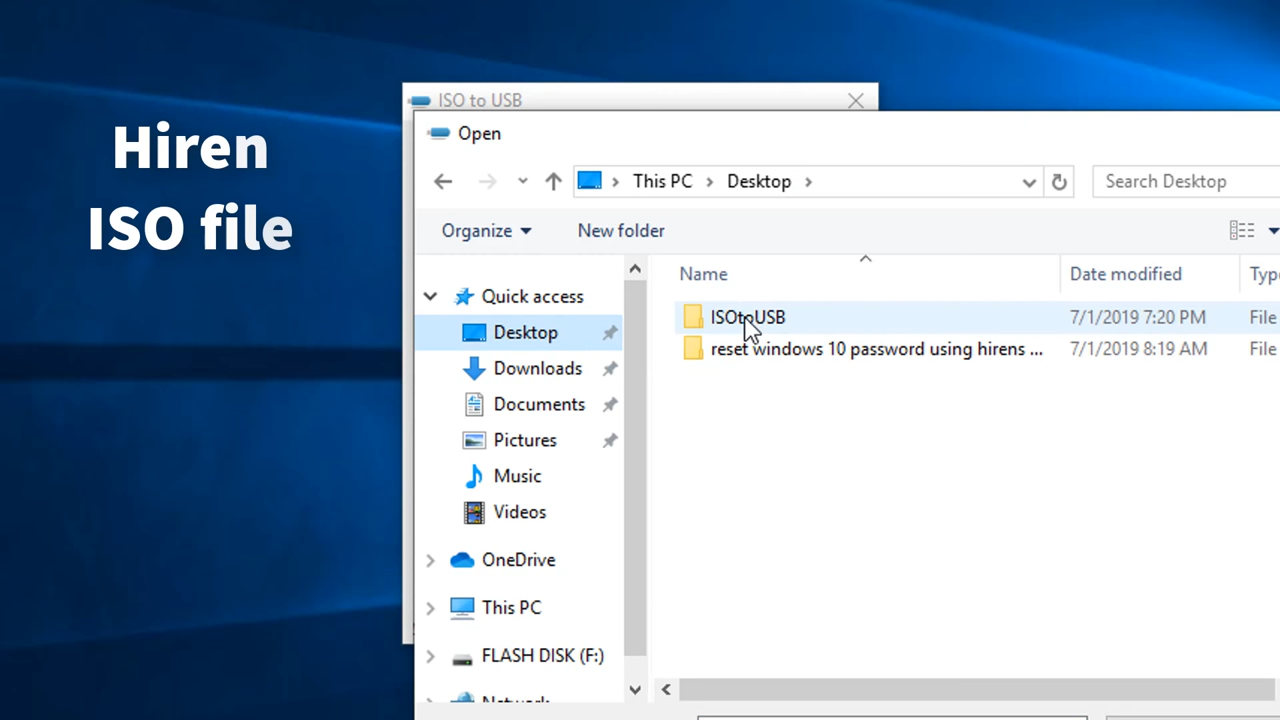 Hiren
ISO file
ISO to USB
Open
This PC
Desktop
Search Desktop
Organize
New folder
Name
Date modified
Quick access
Desktop
Downloads
Documents
Pictures
Music
Videos
OneDrive
This PC
FLASH DISK (F:)
ISOtoUSB 7/1/2019 7:20 PM File
reset windows 10 password using hirens ... 7/1/2019 8:19 AM File